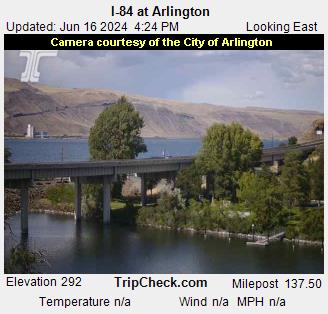 I-84 at Arlington
Updated: Jun 16 2024 4:24 PM Looking East
Camera courtesy of the City of Arlington
Elevation 292 TripCheck.com Milepost 137.50
Temperature n/a Wind n/a MPH n/a